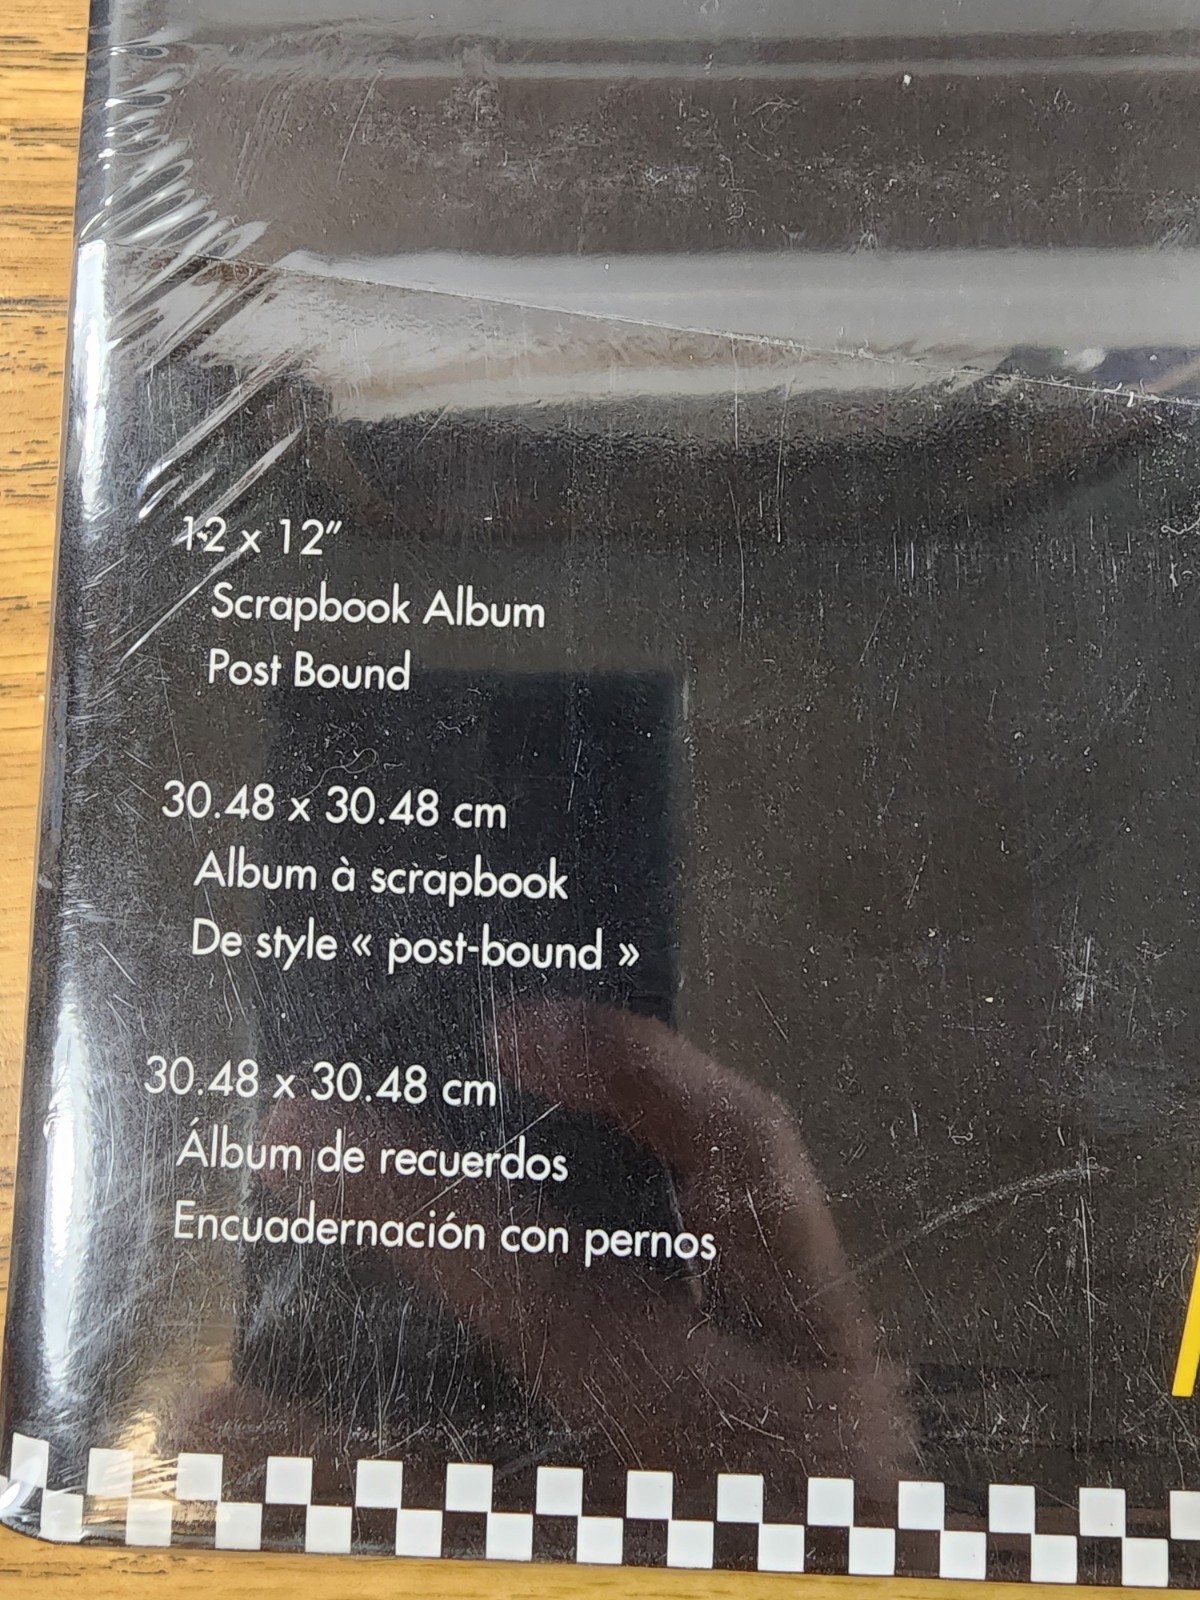 12 x 12"
Scrapbook Album
Post Bound
30.48 x 30.48 cm
Album à scrapbook
De style « post-bound »
30.48 x 30.48 cm
Álbum de recuerdos
Encuadernación con pernos